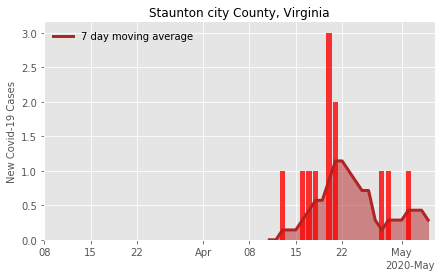 Staunton city County, Virginia
7 day moving average
New Covid-19 Cases
3.0
2.5
2.0
1.5
1.0
0.5
0.0
08 15 22 Apr 08 15 22 May
2020-May